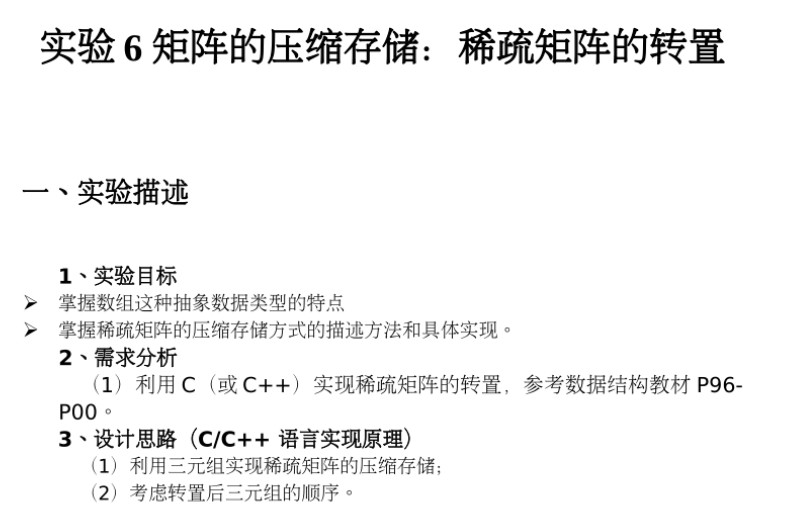 实验 6 矩阵的压缩存储：稀疏矩阵的转置
一、实验描述
1、实验目标
➢ 掌握数组这种抽象数据类型的特点
➢ 掌握稀疏矩阵的压缩存储方式的描述方法和具体实现。
2、需求分析
（1）利用 C（或 C++）实现稀疏矩阵的转置，参考数据结构教材 P96-
P00。
3、设计思路（C/C++ 语言实现原理）
（1）利用三元组实现稀疏矩阵的压缩存储；
（2）考虑转置后三元组的顺序。